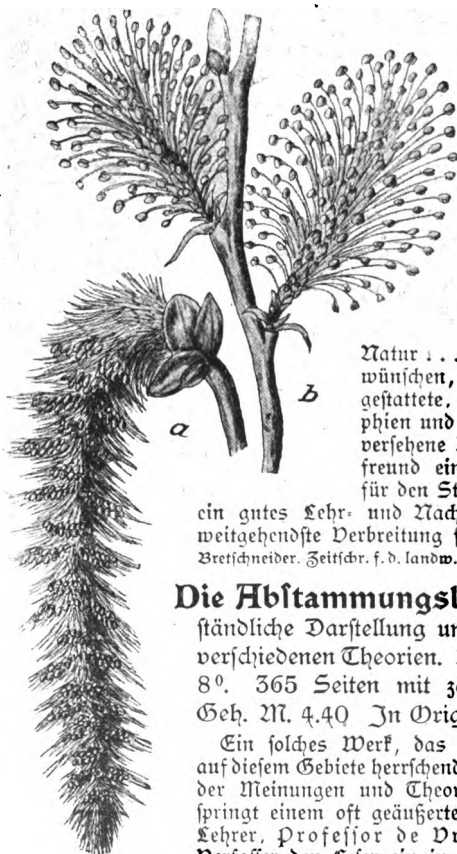 b
a
Natur . . .
wünschen,
gestattete,
phien und
versehene
freund ein
für den St
ein gutes Lehr- und Nach
weitgehendste Verbreitung
Bretschneider. Zeitschr. f. d. landw.
Die Abstammungsl
ständliche Darstellung un
verschiedenen Theorien.
8⁰. 365 Seiten mit 30
Geh. M. 4.40 In Orig
Ein solches Werk, das
auf diesem Gebiete herrschend
der Meinungen und Theor
springt einem oft geäußerte
Lehrer, Professor de Vr